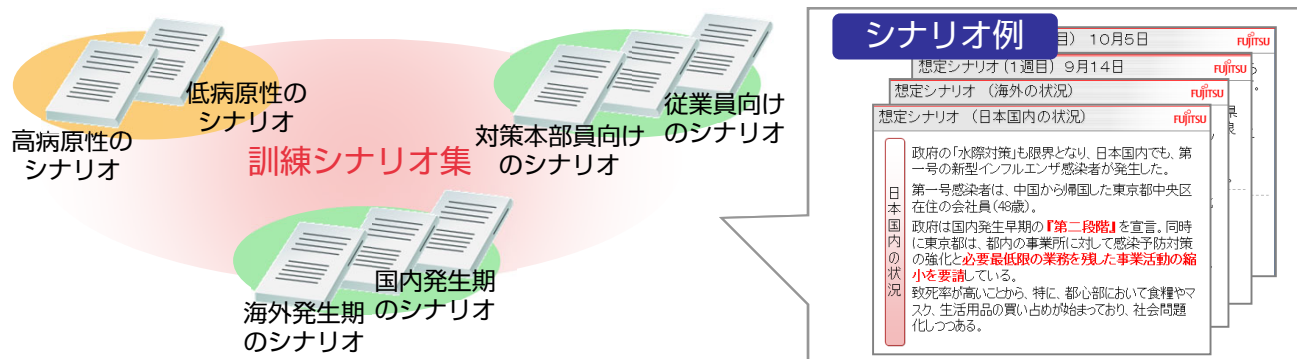 低病原性の
シナリオ
高病原性の
シナリオ
訓練シナリオ集
対策本部員向け
のシナリオ
従業員向け
のシナリオ
国内発生期
のシナリオ
海外発生期
のシナリオ
シナリオ例
目） 10月5日
FUJITSU
想定シナリオ（1週目）9月14日
FUJITSU
想定シナリオ （海外の状況）
FUJITSU
想定シナリオ （日本国内の状況）
FUJITSU
日本国内の状況
政府の「水際対策」も限界となり、日本国内でも、第
一号の新型インフルエンザ感染者が発生した。
第一号感染者は、中国から帰国した東京都中央区
在住の会社員（48歳）。
政府は国内発生早期の『第二段階』を宣言。同時
に東京都は、都内の事業所に対して感染予防対策
の強化と必要最低限の業務を残した事業活動の縮
小を要請している。
致死率が高いことから、特に、都心部において食糧やマ
スク、生活用品の買い占めが始まっており、社会問題
化しつつある。